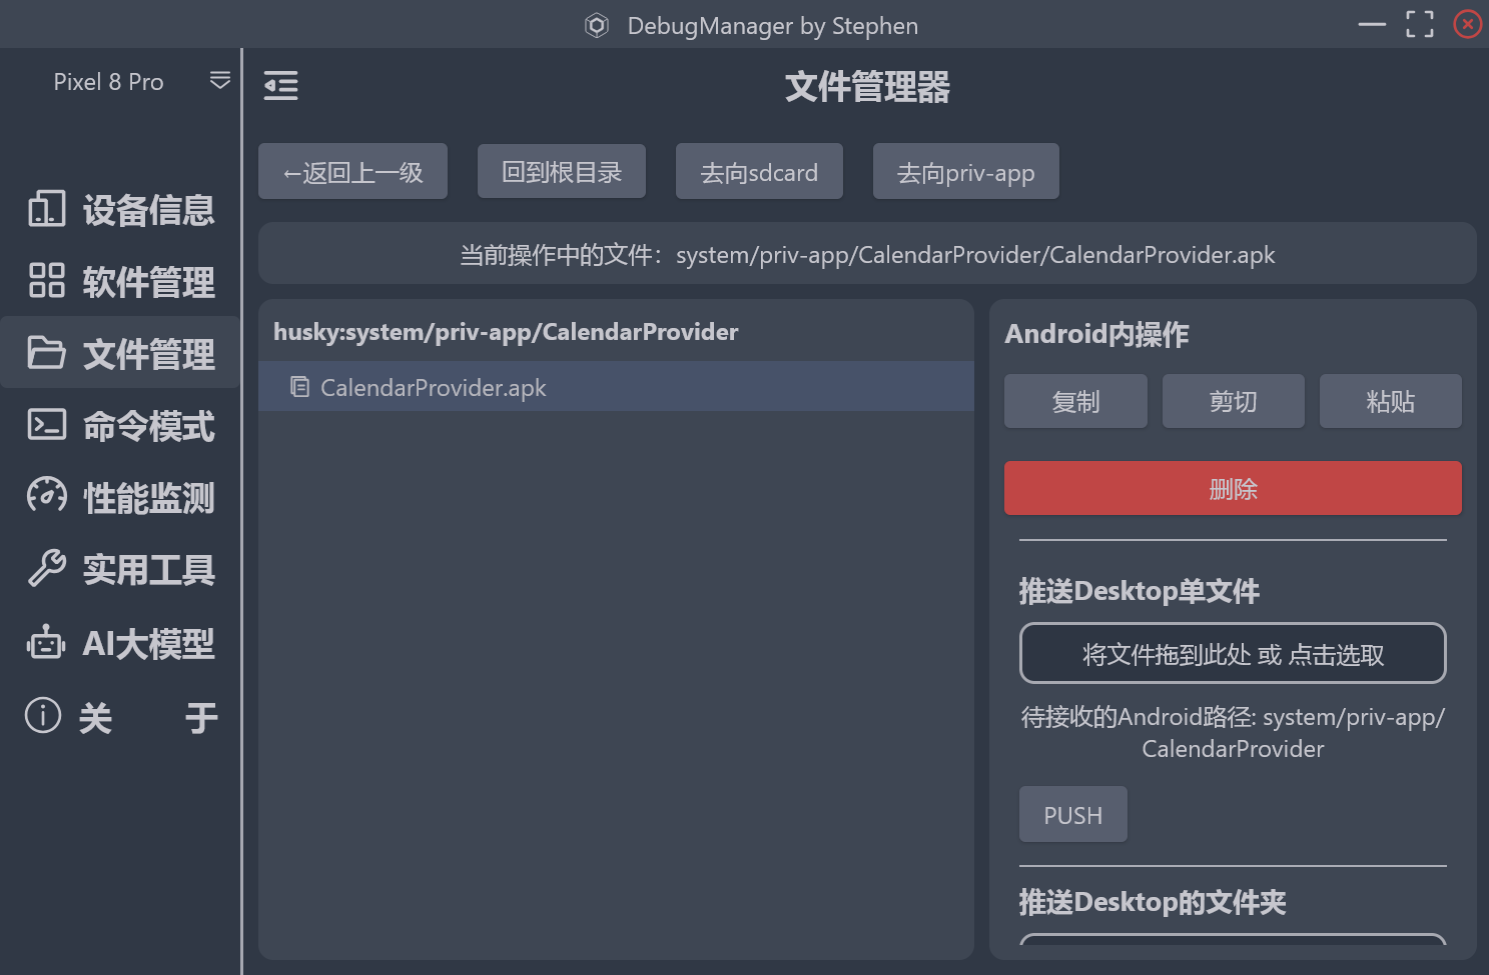 DebugManager by Stephen
Pixel 8 Pro
设备信息
软件管理
文件管理
命令模式
性能监测
实用工具
AI大模型
关 于
文件管理器
←返回上一级
回到根目录
去向sdcard
去向priv-app
当前操作中的文件：system/priv-app/CalendarProvider/CalendarProvider.apk
husky:system/priv-app/CalendarProvider
CalendarProvider.apk
Android内操作
复制
剪切
粘贴
删除
推送Desktop单文件
将文件拖到此处 或 点击选取
待接收的Android路径: system/priv-app/
CalendarProvider
PUSH
推送Desktop的文件夹